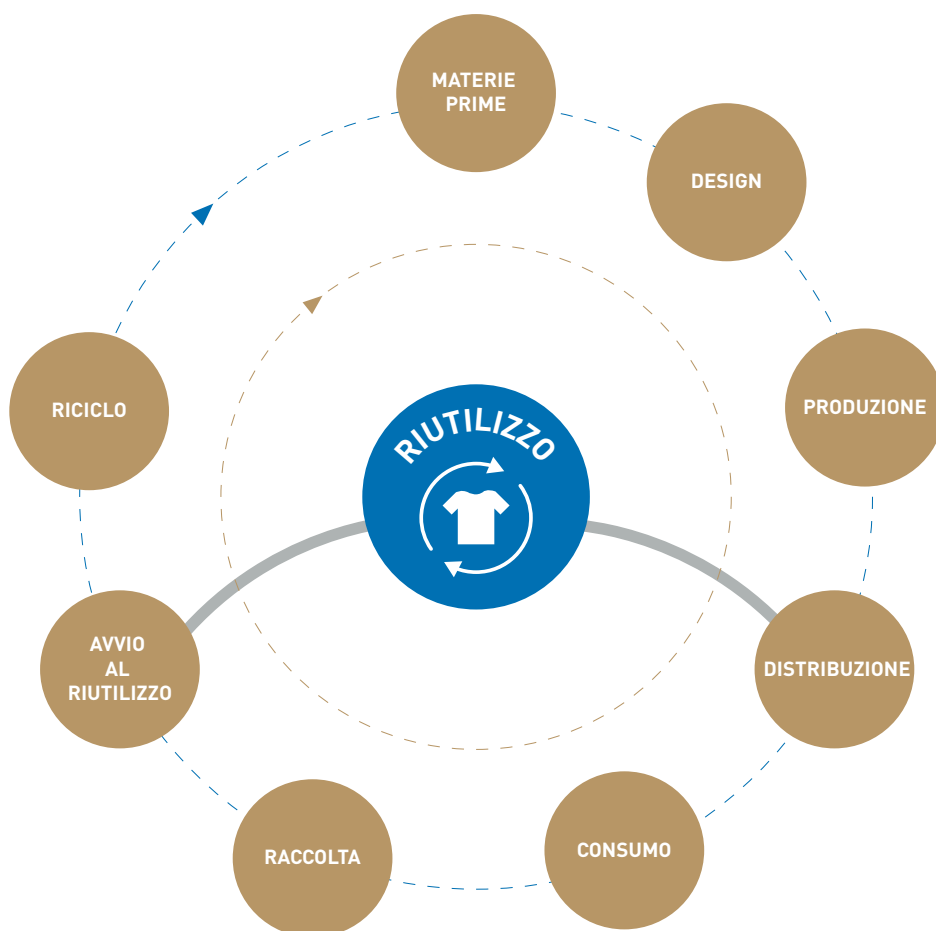 MATERIE
PRIME
DESIGN
PRODUZIONE
DISTRIBUZIONE
CONSUMO
RACCOLTA
AVVIO
AL
RIUTILIZZO
RICICLO
RIUTILIZZO